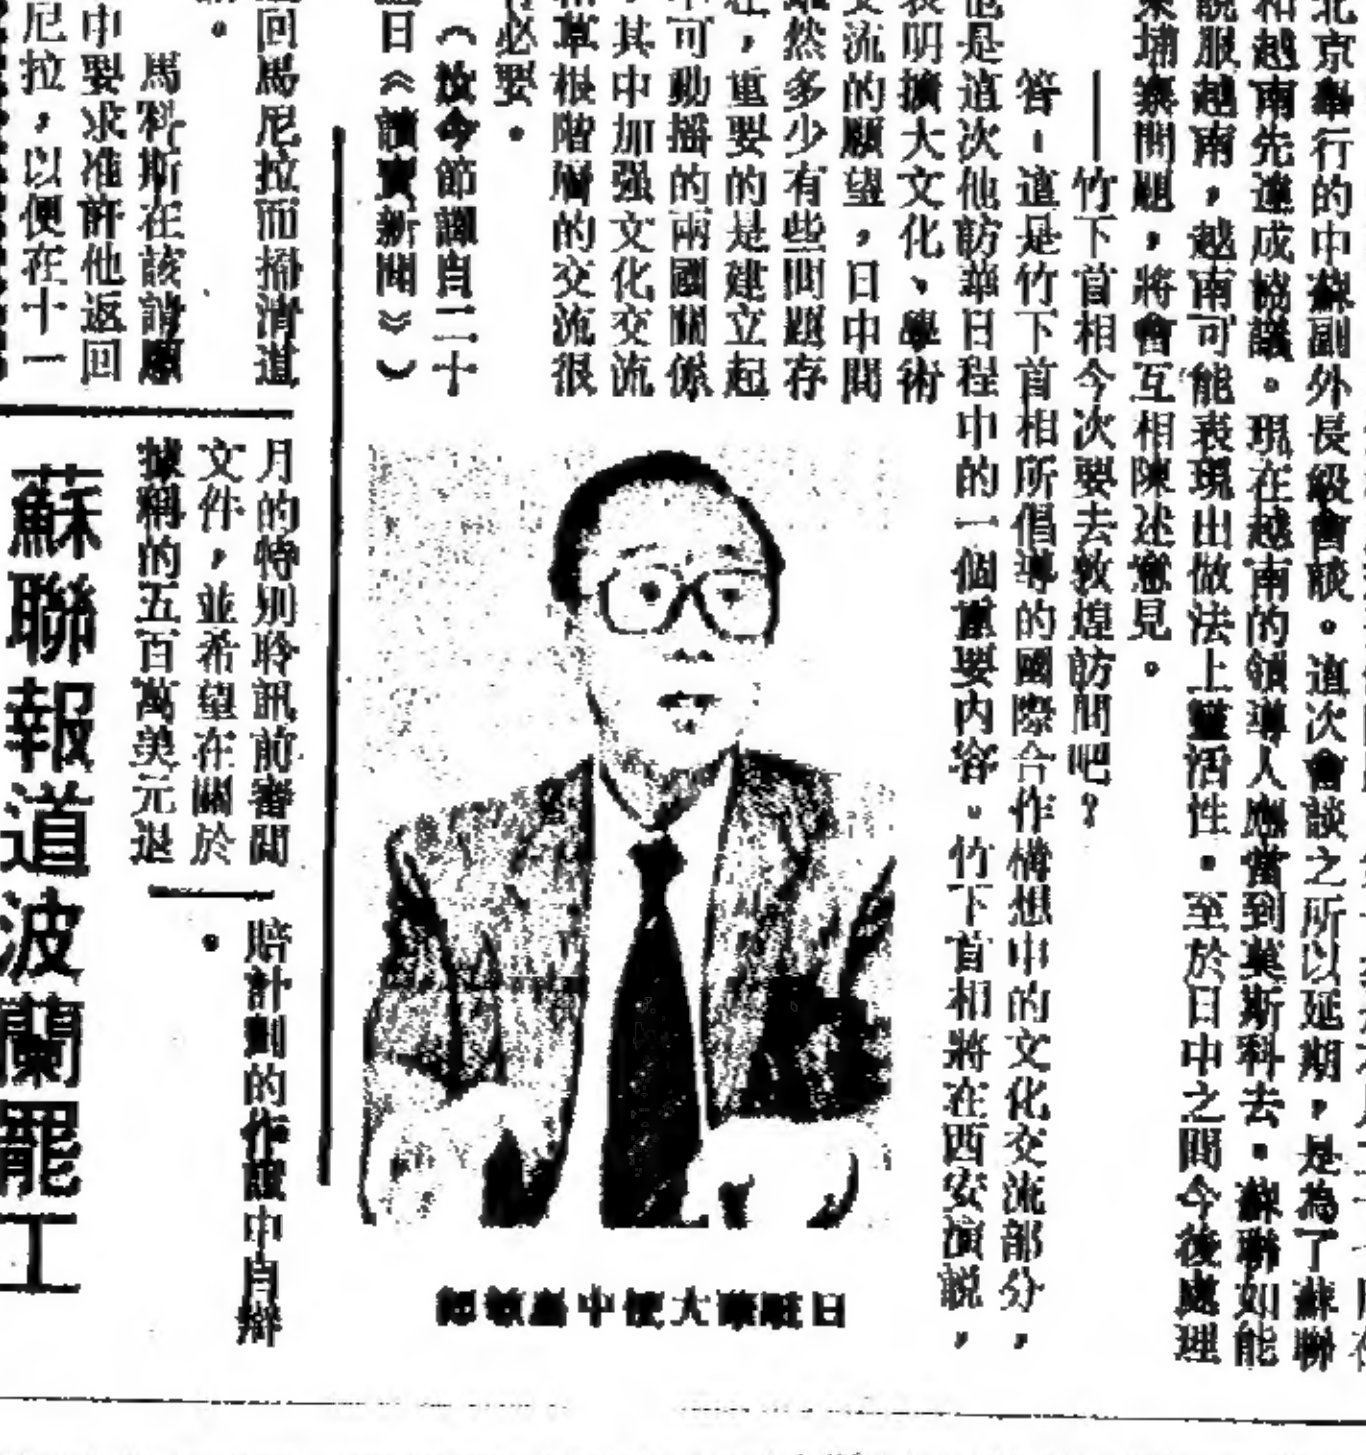 北京舉行的中蘇副外長級會談。這次會談之所以延期，是為了蘇聯
和越南先達成協議。現在越南的領導人應當到莫斯科去。蘇聯如能
說服越南，越南可能表現出做法上靈活性。至於日中之間今後處理
柬埔寨問題，將會互相陳述意見。
——竹下首相今次要去敦煌訪問吧？
答：這是竹下首相所倡導的國際合作構想中的文化交流部分，
也是這次他訪華日程中的一個重要內容。竹下首相將在西安演說，
表明擴大文化、學術
交流的願望，日中間
雖然多少有些問題存
在，重要的是建立起
不可動搖的兩國關係
，其中加强文化交流
和草根階層的交流很
必要。
（放今節譯自二十
日《讀賣新聞》）
日駐華大使中島敏郎
回馬尼拉而掃清道
。
馬科斯在該請願
中要求准許他返回
尼拉，以便在十一
月的特別聆訊前審閱
文件，並希望在關於
據稱的五百萬美元退
賠計劃的作證中自辯
。
蘇聯報道波蘭罷工